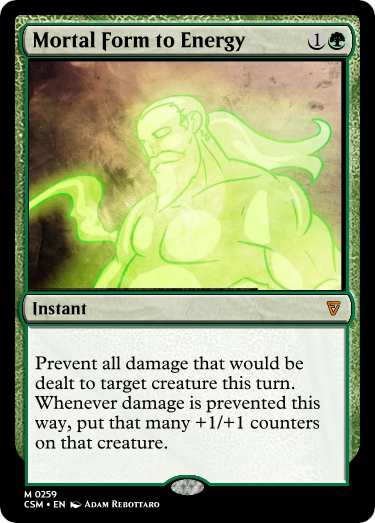 Mortal Form to Energy 1
Instant
Prevent all damage that would be
dealt to target creature this turn.
Whenever damage is prevented this
way, put that many +1/+1 counters
on that creature.
M 0259
CSM • EN Adam Rebottaro